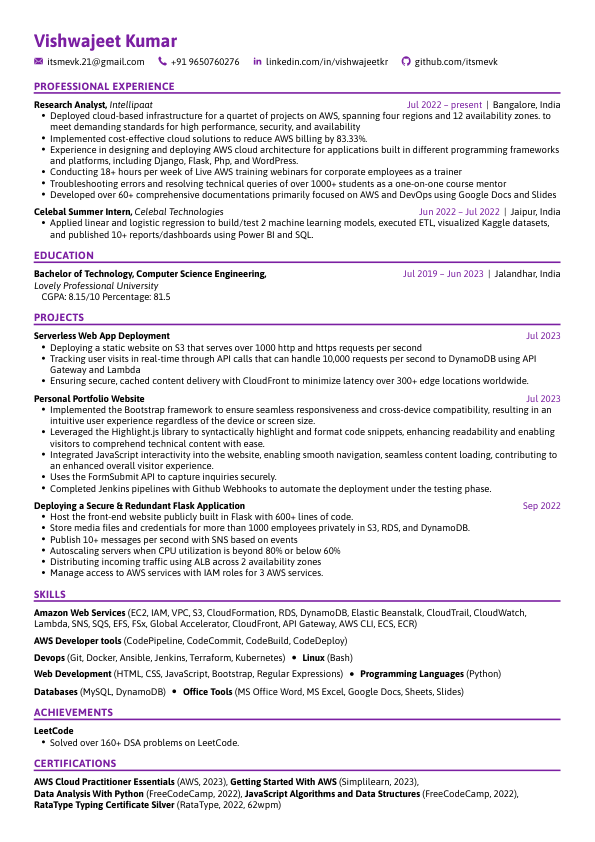 Vishwajeet Kumar
itsmevk.21@gmail.com +91 9650760276 linkedin.com/in/vishwajeetkr github.com/itsmevk
PROFESSIONAL EXPERIENCE
Research Analyst, Intellipaat Jul 2022 – present | Bangalore, India
• Deployed cloud-based infrastructure for a quartet of projects on AWS, spanning four regions and 12 availability zones. to
meet demanding standards for high performance, security, and availability
• Implemented cost-effective cloud solutions to reduce AWS billing by 83.33%.
• Experience in designing and deploying AWS cloud architecture for applications built in different programming frameworks
and platforms, including Django, Flask, Php, and WordPress.
• Conducting 18+ hours per week of Live AWS training webinars for corporate employees as a trainer
• Troubleshooting errors and resolving technical queries of over 1000+ students as a one-on-one course mentor
• Developed over 60+ comprehensive documentations primarily focused on AWS and DevOps using Google Docs and Slides
Celebal Summer Intern, Celebal Technologies Jun 2022 – Jul 2022 | Jaipur, India
• Applied linear and logistic regression to build/test 2 machine learning models, executed ETL, visualized Kaggle datasets,
and published 10+ reports/dashboards using Power BI and SQL.
EDUCATION
Bachelor of Technology, Computer Science Engineering, Jul 2019 – Jun 2023 | Jalandhar, India
Lovely Professional University
CGPA: 8.15/10 Percentage: 81.5
PROJECTS
Serverless Web App Deployment Jul 2023
• Deploying a static website on S3 that serves over 1000 http and https requests per second
• Tracking user visits in real-time through API calls that can handle 10,000 requests per second to DynamoDB using API
Gateway and Lambda
• Ensuring secure, cached content delivery with CloudFront to minimize latency over 300+ edge locations worldwide.
Personal Portfolio Website Jul 2023
• Implemented the Bootstrap framework to ensure seamless responsiveness and cross-device compatibility, resulting in an
intuitive user experience regardless of the device or screen size.
• Leveraged the Highlight.js library to syntactically highlight and format code snippets, enhancing readability and enabling
visitors to comprehend technical content with ease.
• Integrated JavaScript interactivity into the website, enabling smooth navigation, seamless content loading, contributing to
an enhanced overall visitor experience.
• Uses the FormSubmit API to capture inquiries securely.
• Completed Jenkins pipelines with Github Webhooks to automate the deployment under the testing phase.
Deploying a Secure & Redundant Flask Application Sep 2022
• Host the front-end website publicly built in Flask with 600+ lines of code.
• Store media files and credentials for more than 1000 employees privately in S3, RDS, and DynamoDB.
• Publish 10+ messages per second with SNS based on events
• Autoscaling servers when CPU utilization is beyond 80% or below 60%
• Distributing incoming traffic using ALB across 2 availability zones
• Manage access to AWS services with IAM roles for 3 AWS services.
SKILLS
Amazon Web Services (EC2, IAM, VPC, S3, CloudFormation, RDS, DynamoDB, Elastic Beanstalk, CloudTrail, CloudWatch,
Lambda, SNS, SQS, EFS, FSx, Global Accelerator, CloudFront, API Gateway, AWS CLI, ECS, ECR)
AWS Developer tools (CodePipeline, CodeCommit, CodeBuild, CodeDeploy)
Devops (Git, Docker, Ansible, Jenkins, Terraform, Kubernetes) • Linux (Bash)
Web Development (HTML, CSS, JavaScript, Bootstrap, Regular Expressions) • Programming Languages (Python)
Databases (MySQL, DynamoDB) • Office Tools (MS Office Word, MS Excel, Google Docs, Sheets, Slides)
ACHIEVEMENTS
LeetCode
• Solved over 160+ DSA problems on LeetCode.
CERTIFICATIONS
AWS Cloud Practitioner Essentials (AWS, 2023), Getting Started With AWS (Simplilearn, 2023),
Data Analysis With Python (FreeCodeCamp, 2022), JavaScript Algorithms and Data Structures (FreeCodeCamp, 2022),
RataType Typing Certificate Silver (RataType, 2022, 62wpm)